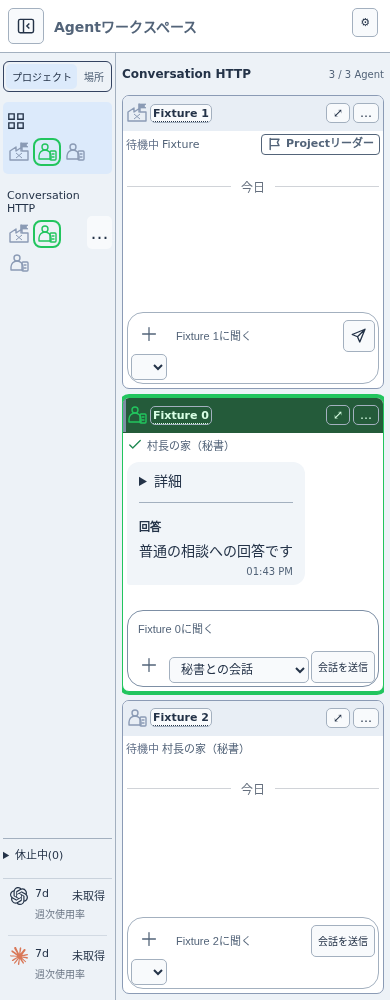 Agentワークスペース
プロジェクト 場所
Conversation HTTP
...
休止中(0)
7d 未取得
週次使用率
7d 未取得
週次使用率
Conversation HTTP 3 / 3 Agent
Fixture 1 ...
待機中 Fixture Projectリーダー
今日
Fixture 1に聞く
Fixture 0 ...
村長の家（秘書）
詳細
回答
普通の相談への回答です
01:43 PM
Fixture 0に聞く
秘書との会話 会話を送信
Fixture 2 ...
待機中 村長の家（秘書）
今日
Fixture 2に聞く 会話を送信